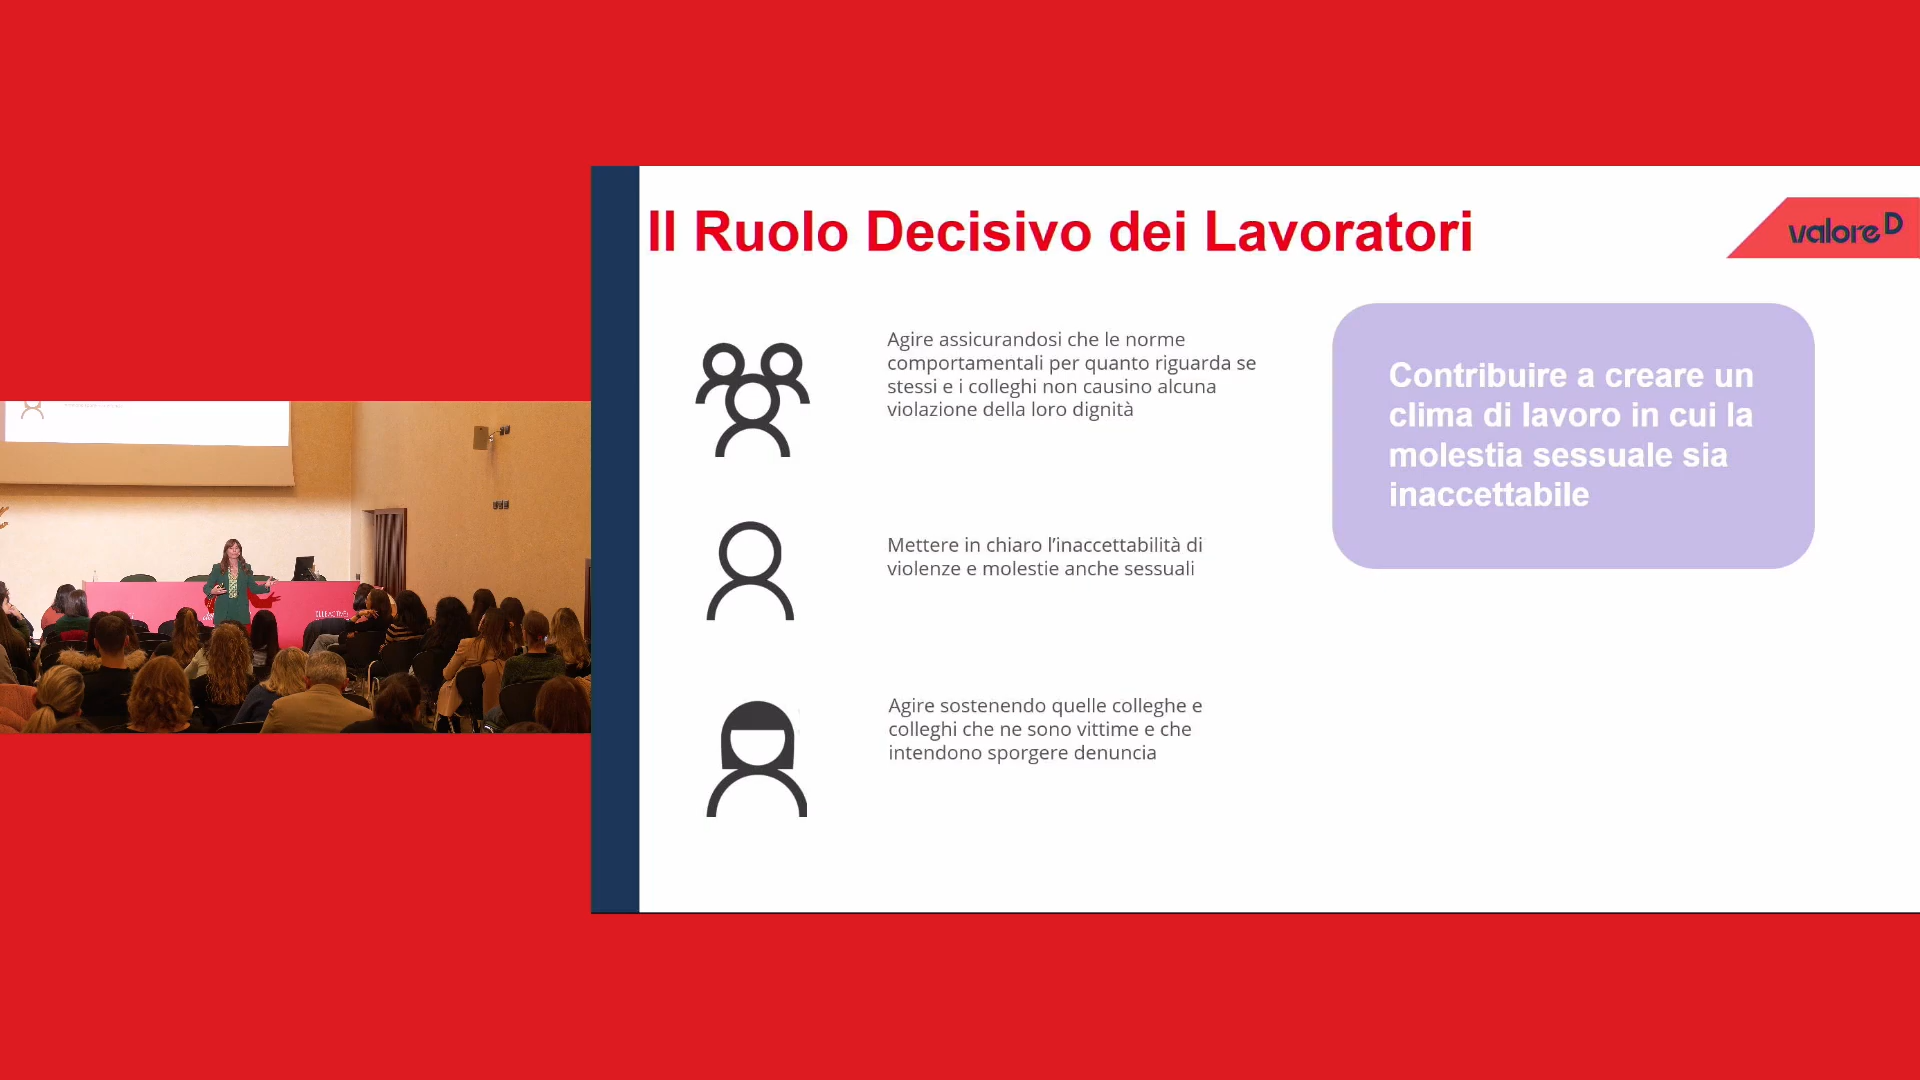 Il Ruolo Decisivo dei Lavoratori
valore D
Agire assicurandosi che le norme
comportamentali per quanto riguarda se
stessi e i colleghi non causino alcuna
violazione della loro dignità
Contribuire a creare un
clima di lavoro in cui la
molestia sessuale sia
inaccettabile
Mettere in chiaro l’inaccettabilità di
violenze e molestie anche sessuali
Agire sostenendo quelle colleghe e
colleghi che ne sono vittime e che
intendono sporgere denuncia